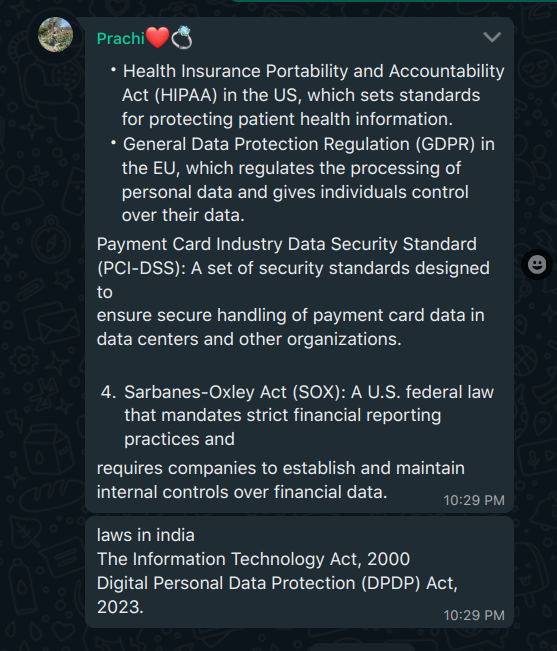 Prachi❤️💍
• Health Insurance Portability and Accountability
Act (HIPAA) in the US, which sets standards
for protecting patient health information.
• General Data Protection Regulation (GDPR) in
the EU, which regulates the processing of
personal data and gives individuals control
over their data.
Payment Card Industry Data Security Standard
(PCI-DSS): A set of security standards designed
to
ensure secure handling of payment card data in
data centers and other organizations.
4. Sarbanes-Oxley Act (SOX): A U.S. federal law
that mandates strict financial reporting
practices and
requires companies to establish and maintain
internal controls over financial data.
10:29 PM
laws in india
The Information Technology Act, 2000
Digital Personal Data Protection (DPDP) Act,
2023.
10:29 PM